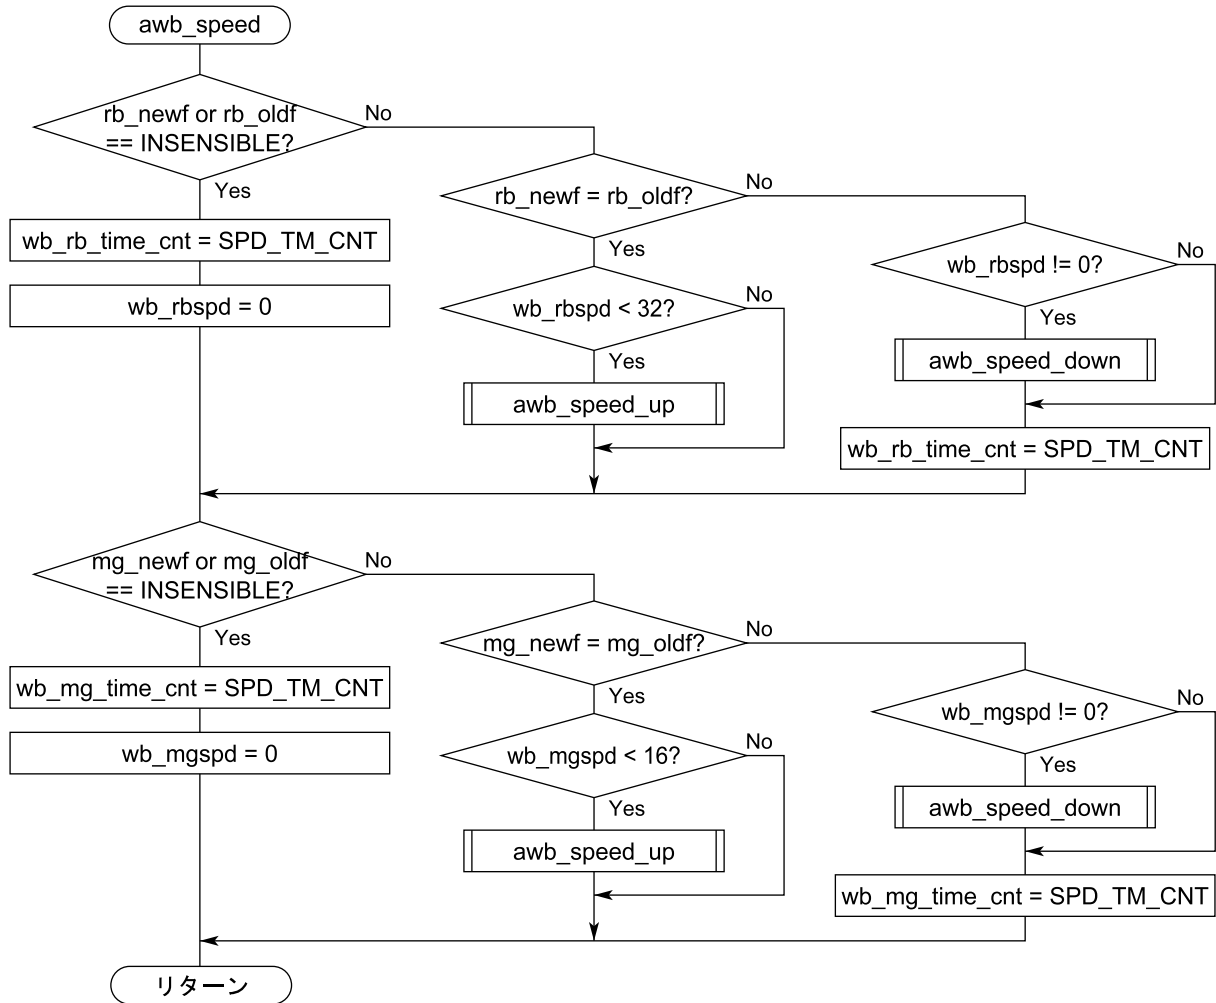 awb_speed
rb_newf or rb_oldf
== INSENSIBLE?
No
Yes
rb_newf = rb_oldf?
No
Yes
wb_rb_time_cnt = SPD_TM_CNT
wb_rbspd != 0?
No
Yes
wb_rbspd = 0
wb_rbspd < 32?
No
Yes
awb_speed_down
awb_speed_up
wb_rb_time_cnt = SPD_TM_CNT
mg_newf or mg_oldf
== INSENSIBLE?
No
Yes
mg_newf = mg_oldf?
No
Yes
wb_mg_time_cnt = SPD_TM_CNT
wb_mgspd != 0?
No
Yes
wb_mgspd = 0
wb_mgspd < 16?
No
Yes
awb_speed_down
awb_speed_up
wb_mg_time_cnt = SPD_TM_CNT
リターン